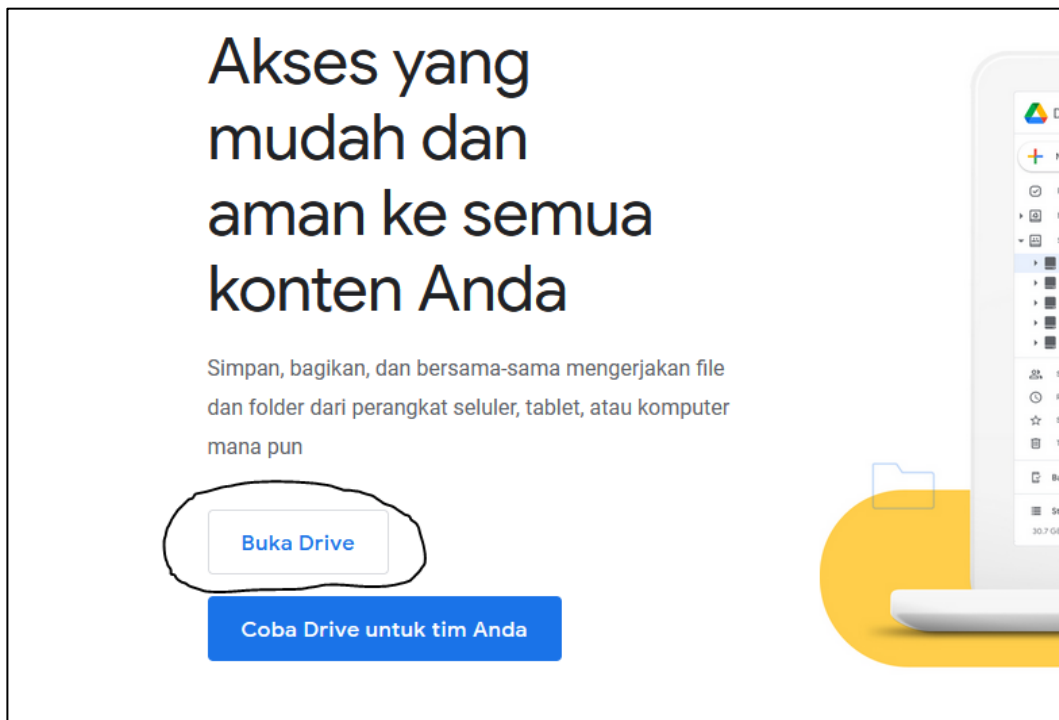 Akses yang
mudah dan
aman ke semua
konten Anda
Simpan, bagikan, dan bersama-sama mengerjakan file
dan folder dari perangkat seluler, tablet, atau komputer
mana pun
Buka Drive
Coba Drive untuk tim Anda